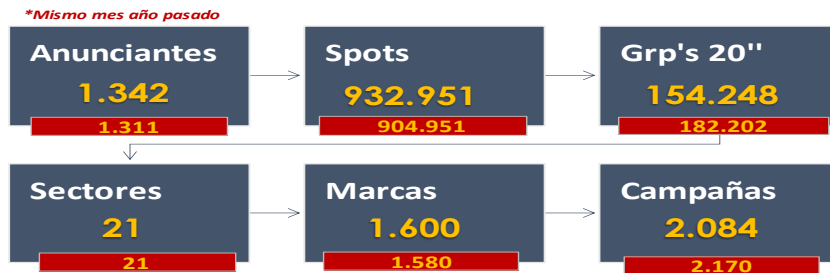 *Mismo mes año pasado
Anunciantes
1.342
1.311
Spots
932.951
904.951
Grp's 20''
154.248
182.202
Sectores
21
21
Marcas
1.600
1.580
Campañas
2.084
2.170